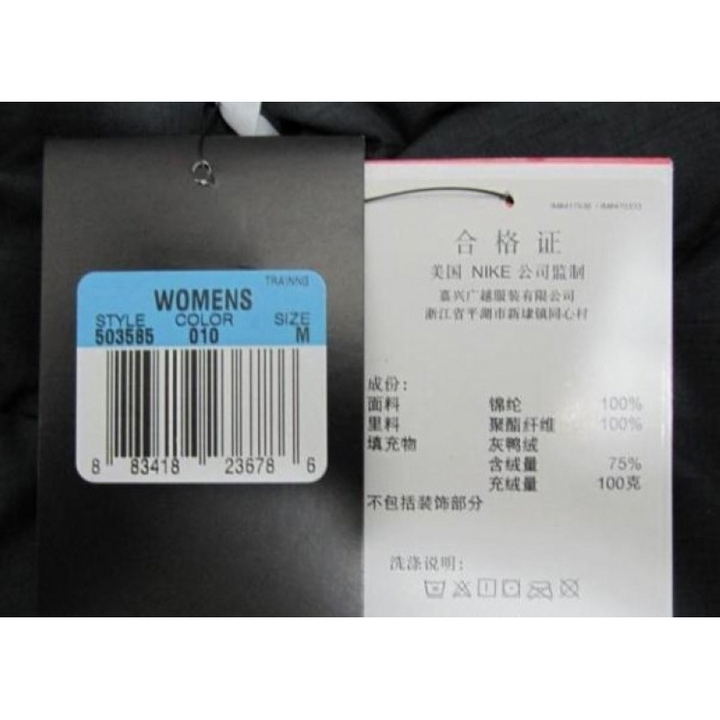 TRAINNG
WOMENS
STYLE COLOR SIZE
503585 010 M
8 83418 23678 6
合格证
美国 NIKE 公司监制
嘉兴广越服装有限公司
浙江省平湖市新埭镇同心村
成份:
面料 锦纶 100%
里料 聚酯纤维 100%
填充物 灰鸭绒
含绒量 75%
充绒量 100克
不包括装饰部分
洗涤说明: